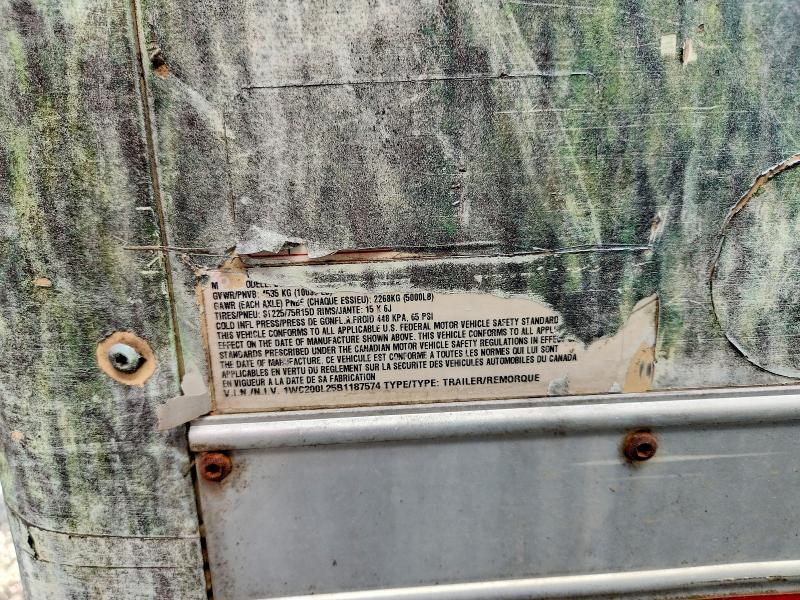 M
GVWR/PNVB: 4535 KG
GAWR (EACH AXLE) PNBE (CHAQUE ESSIEU): 2268KG (5000LB)
TIRES/PNEU: ST225/75R15D RIMS/JANTE: 15 X 6J
COLD INFL PRESS/PRESS DE GONFL.A FROID 448 KPA, 65 PSI
THIS VEHICLE CONFORMS TO ALL APPLICABLE U.S. FEDERAL MOTOR VEHICLE SAFETY STANDARD
EFFECT ON THE DATE OF MANUFACTURE SHOWN ABOVE. THIS VEHICLE CONFORMS TO ALL APPL
STANDARDS PRESCRIBED UNDER THE CANADIAN MOTOR VEHICLE SAFETY REGULATIONS IN EFFEC
THE DATE OF MANUFACTURE. CE VEHICULE EST CONFORME A TOUTES LES NORMES QUI LUI SONT
APPLICABLES EN VERTU DU REGLEMENT SUR LA SECURITE DES VEHICULES AUTOMOBILES DU CANADA
EN VIGUEUR A LA DATE DE SA FABRICATION
V.I.N./N.I.V. 1WC200L25B1187574 TYPE/TYPE: TRAILER/REMORQUE